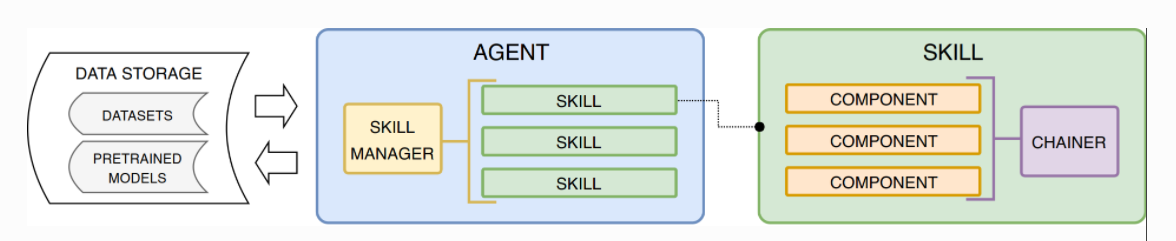 DATA STORAGE
DATASETS
PRETRAINED
MODELS
AGENT
SKILL
MANAGER
SKILL
SKILL
SKILL
SKILL
COMPONENT
COMPONENT
COMPONENT
CHAINER